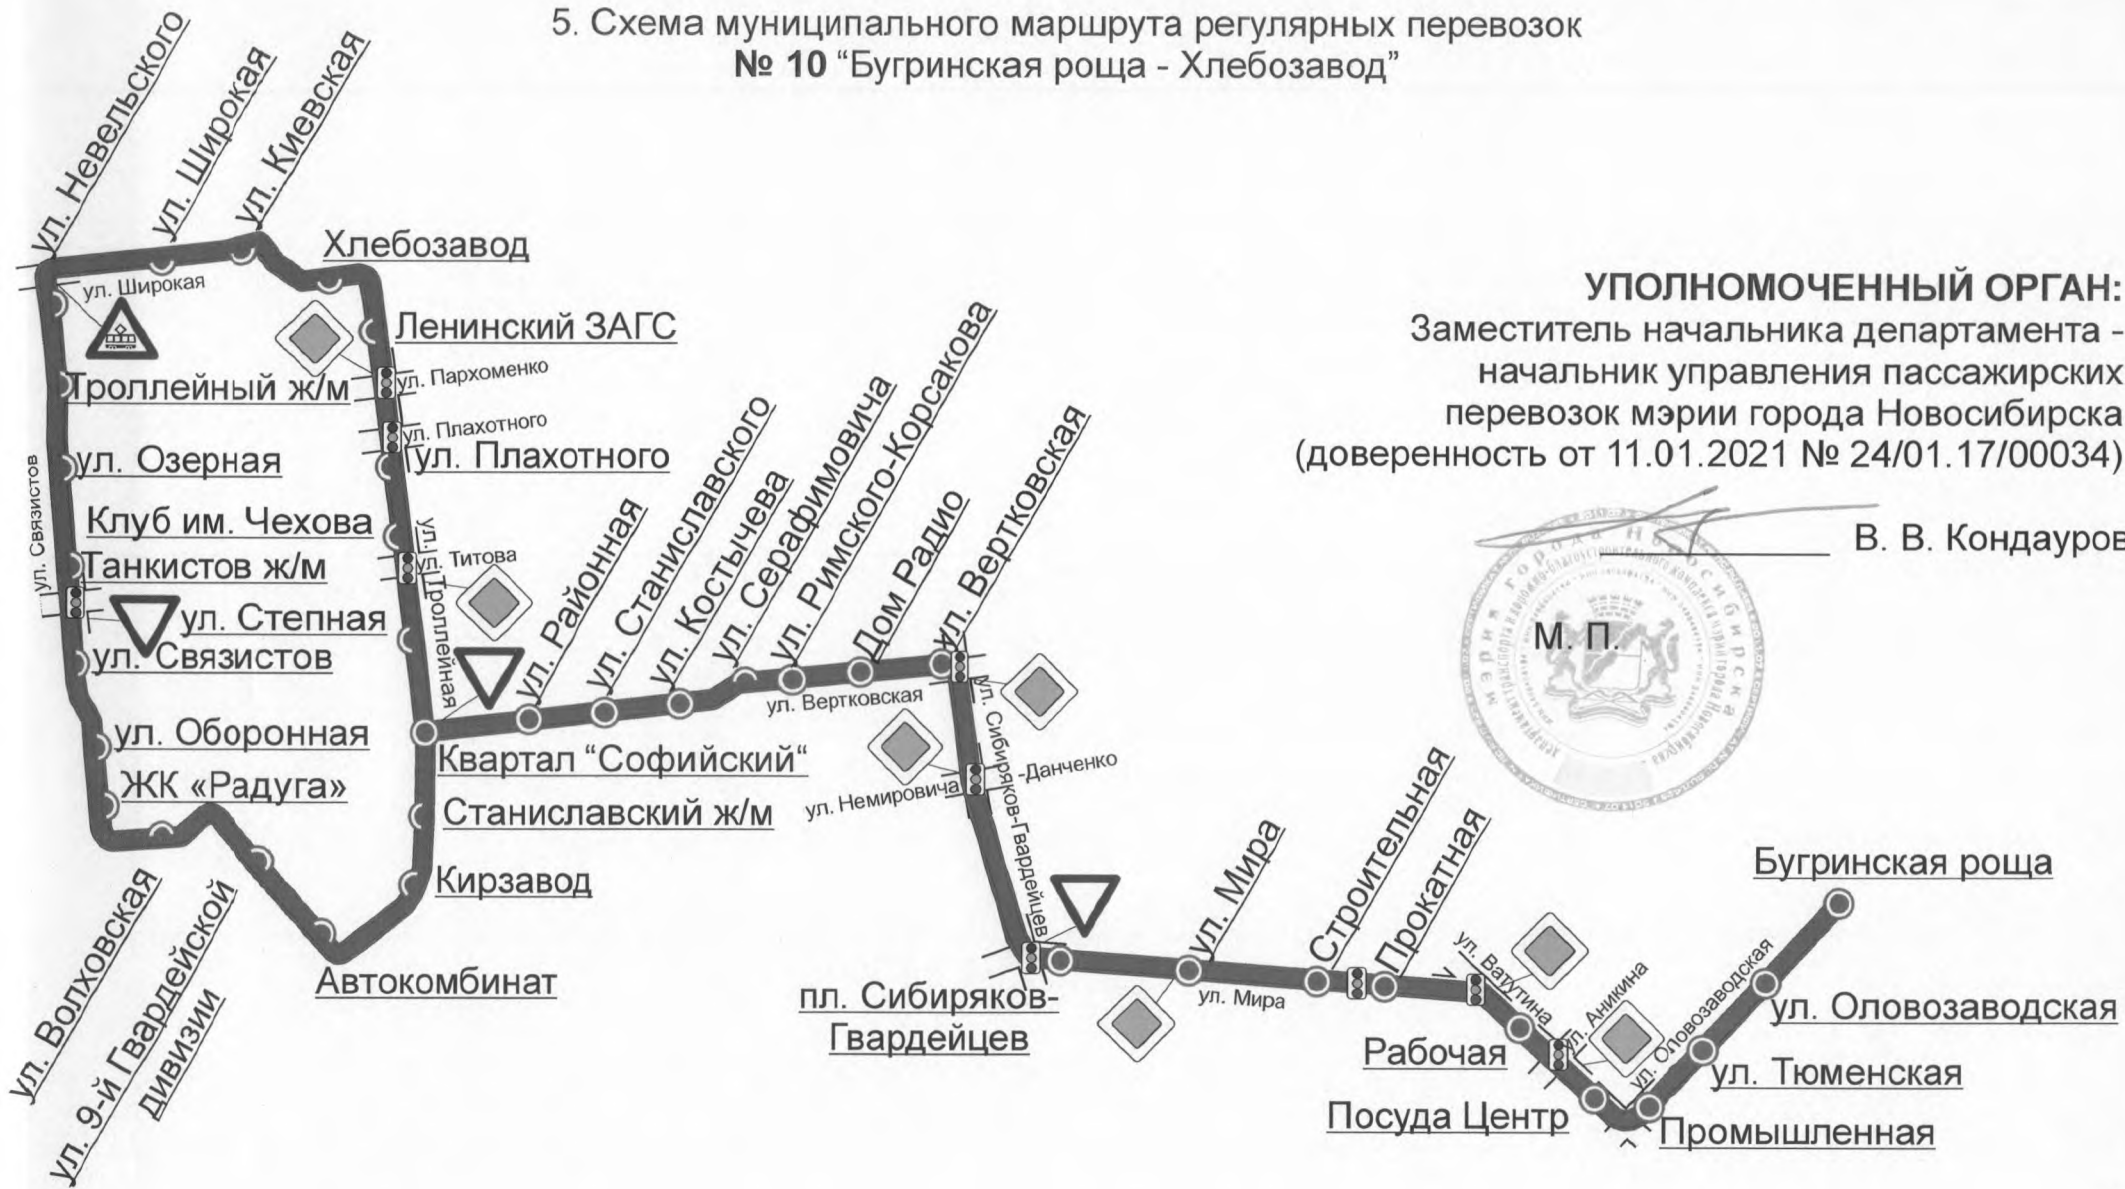 5. Схема муниципального маршрута регулярных перевозок
№ 10 “Бугринская роща - Хлебозавод”
ул. Невельского
ул. Широкая
ул. Киевская
Хлебозавод
ул. Широкая
Ленинский ЗАГС
ул. Пархоменко
Троллейный ж/м
ул. Плахотного
ул. Плахотного
ул. Озерная
ул. Связистов
Клуб им. Чехова
Танкистов ж/м
ул. Титова
ул. Троллейная
ул. Степная
ул. Связистов
ул. Оборонная
ЖК «Радуга»
ул. Волховская
ул. 9-й Гвардейской
дивизии
Автокомбинат
Кирзавод
Станиславский ж/м
Квартал “Софийский“
ул. Районная
ул. Станиславского
ул. Костычева
ул. Серафимовича
ул. Римского-Корсакова
Дом Радио
ул. Вертковская
ул. Вертковская
ул. Сибиряков-Гвардейцев
ул. Немировича
-Данченко
пл. Сибиряков-
Гвардейцев
ул. Мира
ул. Мира
Строительная
Прокатная
ул. Ватутина
Рабочая
ул. Аникина
Посуда Центр
ул. Оловозаводская
Промышленная
ул. Тюменская
ул. Оловозаводская
Бугринская роща
УПОЛНОМОЧЕННЫЙ ОРГАН:
Заместитель начальника департамента -
начальник управления пассажирских
перевозок мэрии города Новосибирска
(доверенность от 11.01.2021 № 24/01.17/00034)
В. В. Кондауров
М. П.
мэрия города Новосибирска